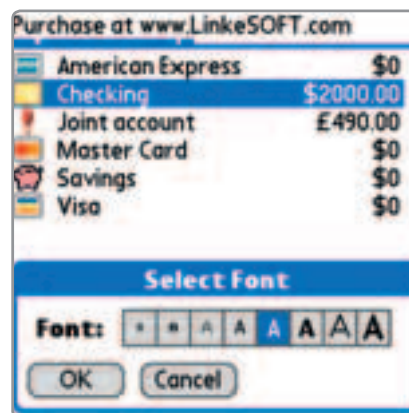 Purchase at www.LinkeSOFT.com
American Express $0
Checking $2000.00
Joint account £490.00
Master Card $0
Savings $0
Visa $0
Select Font
Font: A A A A A A A A
OK Cancel